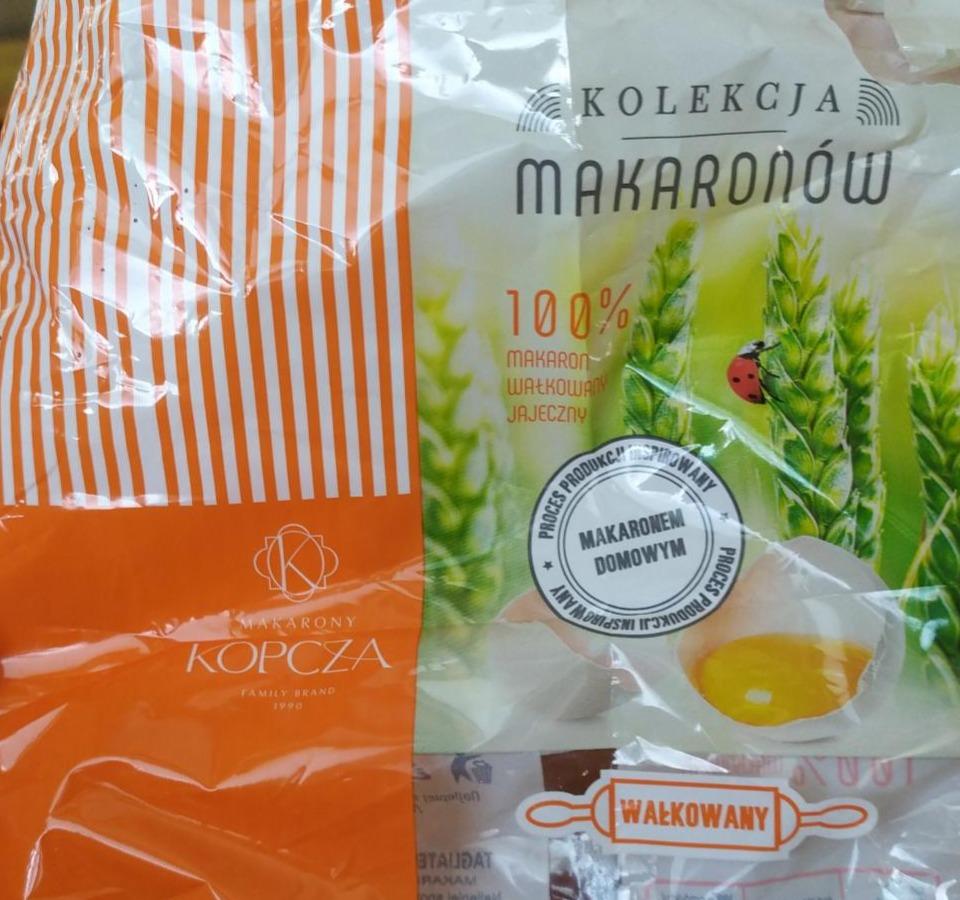 KOLEKCJA
MAKARONÓW
100%
MAKARON
WAŁKOWANY
JAJECZNY
PROCES PRODUKCJI INSPIROWANY
MAKARONEM
DOMOWYM
PROCES PRODUKCJI INSPIROWANY
K
MAKARONY
KOPCZA
FAMILY BRAND
1990
WAŁKOWANY
100%